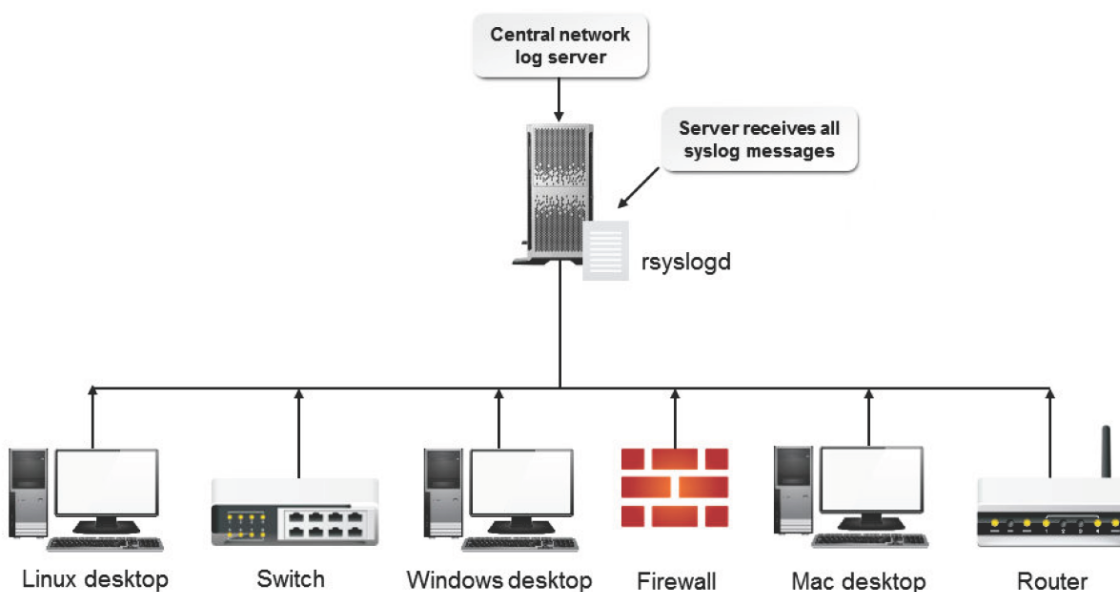 Central network
log server
Server receives all
syslog messages
rsyslogd
Linux desktop
Switch
Windows desktop
Firewall
Mac desktop
Router